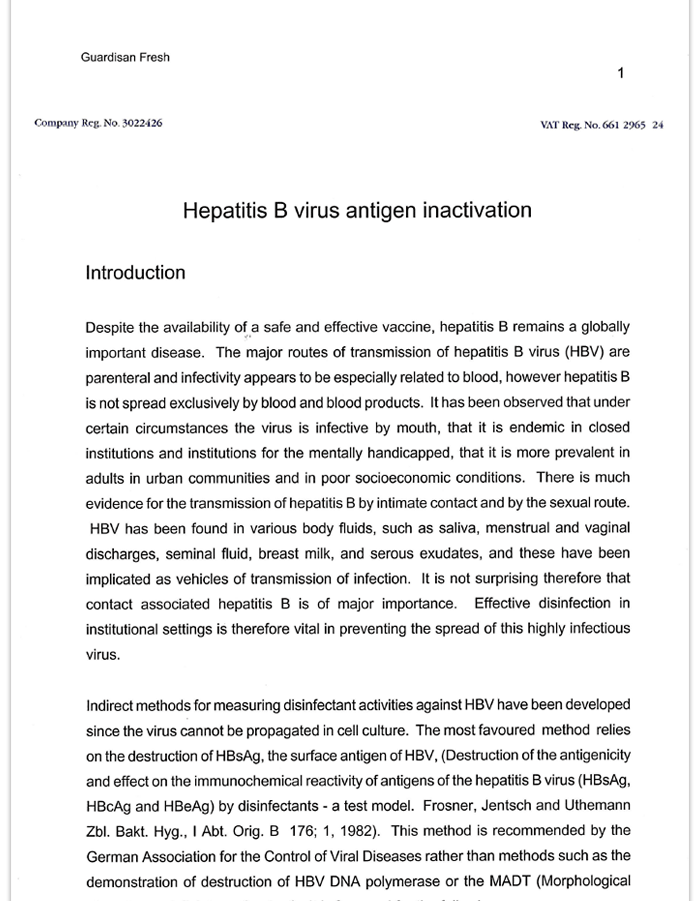 Guardisan Fresh
1
Company Reg. No. 3022426
VAT Reg. No. 661 2965 24
Hepatitis B virus antigen inactivation
Introduction
Despite the availability of a safe and effective vaccine, hepatitis B remains a globally
important disease. The major routes of transmission of hepatitis B virus (HBV) are
parenteral and infectivity appears to be especially related to blood, however hepatitis B
is not spread exclusively by blood and blood products. It has been observed that under
certain circumstances the virus is infective by mouth, that it is endemic in closed
institutions and institutions for the mentally handicapped, that it is more prevalent in
adults in urban communities and in poor socioeconomic conditions. There is much
evidence for the transmission of hepatitis B by intimate contact and by the sexual route.
HBV has been found in various body fluids, such as saliva, menstrual and vaginal
discharges, seminal fluid, breast milk, and serous exudates, and these have been
implicated as vehicles of transmission of infection. It is not surprising therefore that
contact associated hepatitis B is of major importance. Effective disinfection in
institutional settings is therefore vital in preventing the spread of this highly infectious
virus.
Indirect methods for measuring disinfectant activities against HBV have been developed
since the virus cannot be propagated in cell culture. The most favoured method relies
on the destruction of HBsAg, the surface antigen of HBV, (Destruction of the antigenicity
and effect on the immunochemical reactivity of antigens of the hepatitis B virus (HBsAg,
HBcAg and HBeAg) by disinfectants - a test model. Frosner, Jentsch and Uthemann
Zbl. Bakt. Hyg., I Abt. Orig. B 176; 1, 1982). This method is recommended by the
German Association for the Control of Viral Diseases rather than methods such as the
demonstration of destruction of HBV DNA polymerase or the MADT (Morphological